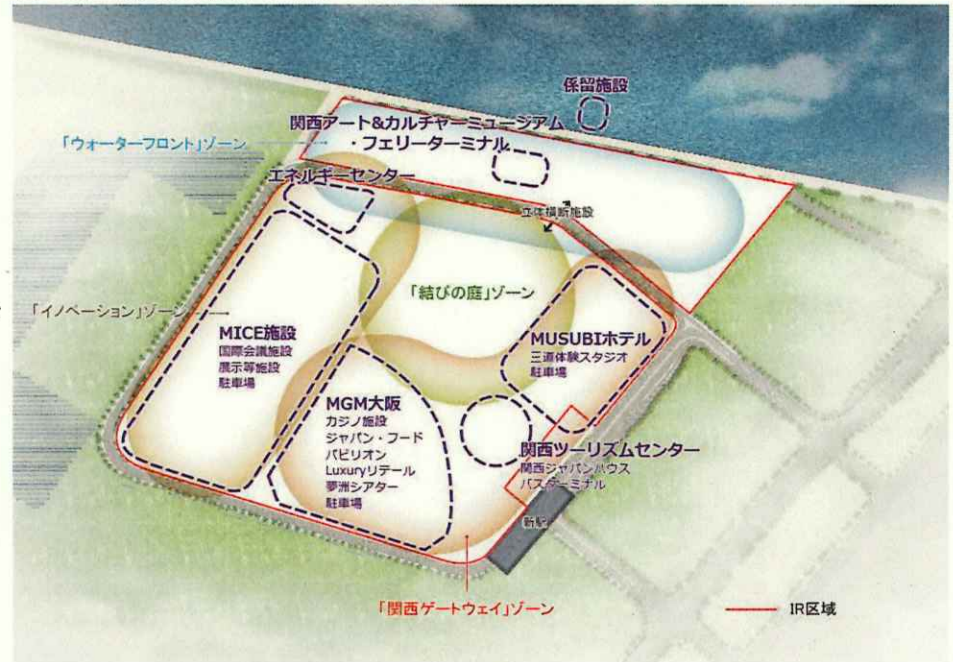 係留施設
関西アート&カルチャーミュージアム
・フェリーターミナル
「ウォーターフロント」ゾーン
エネルギーセンター
立体横断施設
「結びの庭」ゾーン
「イノベーション」ゾーン
MICE施設
国際会議施設
展示等施設
駐車場
MUSUBIホテル
三道体験スタジオ
駐車場
MGM大阪
カジノ施設
ジャパン・フード
パビリオン
Luxuryリテール
夢洲シアター
駐車場
関西ツーリズムセンター
関西ジャパンハウス
バスターミナル
新駅
「関西ゲートウェイ」ゾーン
IR区域